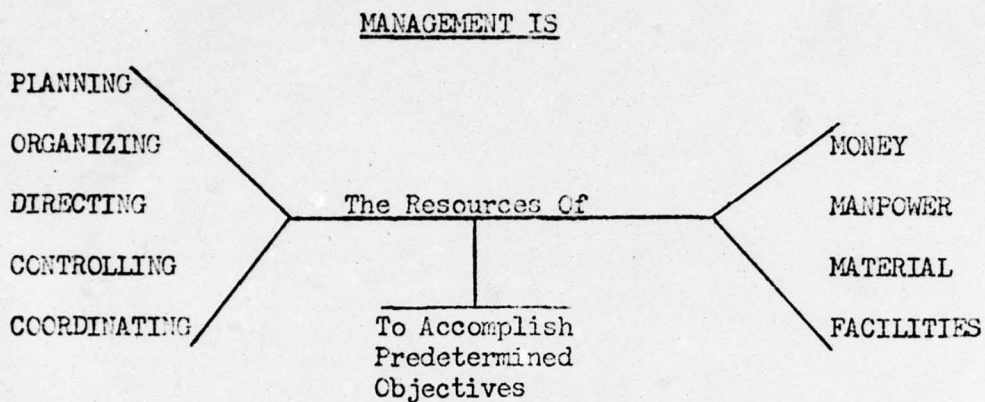 MANAGEMENT IS
PLANNING
ORGANIZING
DIRECTING
CONTROLLING
COORDINATING
The Resources Of
To Accomplish
Predetermined
Objectives
MONEY
MANPOWER
MATERIAL
FACILITIES